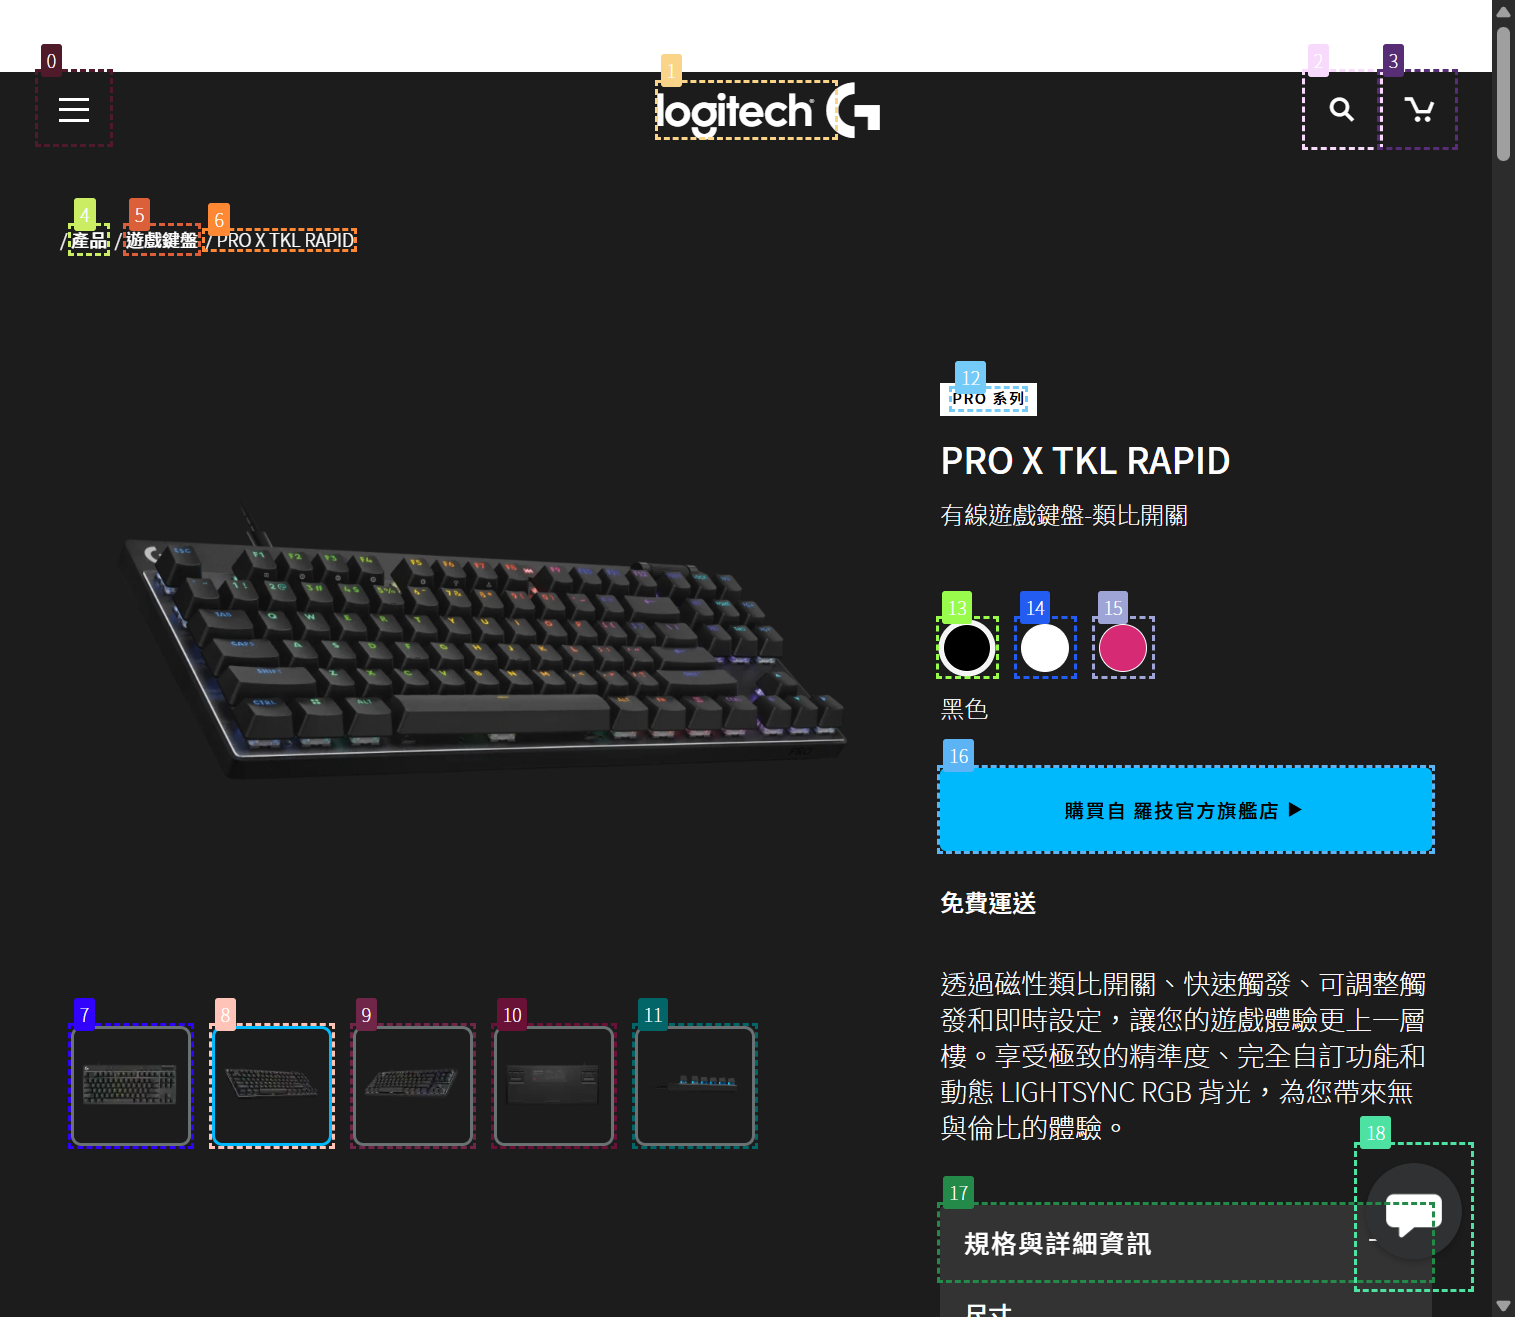 0
1
2
3
logitech G
4
5
6
/ 產品 / 遊戲鍵盤 / PRO X TKL RAPID
12
PRO 系列
PRO X TKL RAPID
有線遊戲鍵盤-類比開關
13
14
15
黑色
16
購買自 羅技官方旗艦店
免費運送
透過磁性類比開關、快速觸發、可調整觸
發和即時設定，讓您的遊戲體驗更上一層
樓。享受極致的精準度、完全自訂功能和
動態 LIGHTSYNC RGB 背光，為您帶來無
與倫比的體驗。
7
8
9
10
11
18
17
規格與詳細資訊
尺寸